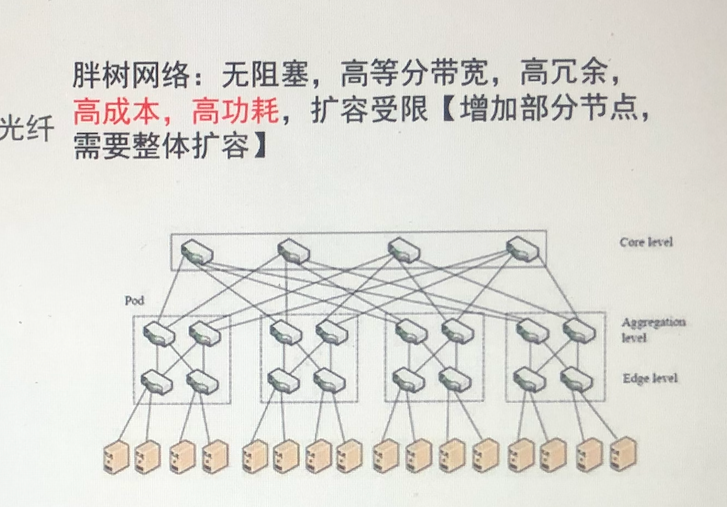 胖树网络：无阻塞，高等分带宽，高冗余，
光纤
高成本，高功耗，扩容受限【增加部分节点，
需要整体扩容】
Core level
Pod
Aggregation
level
Edge level